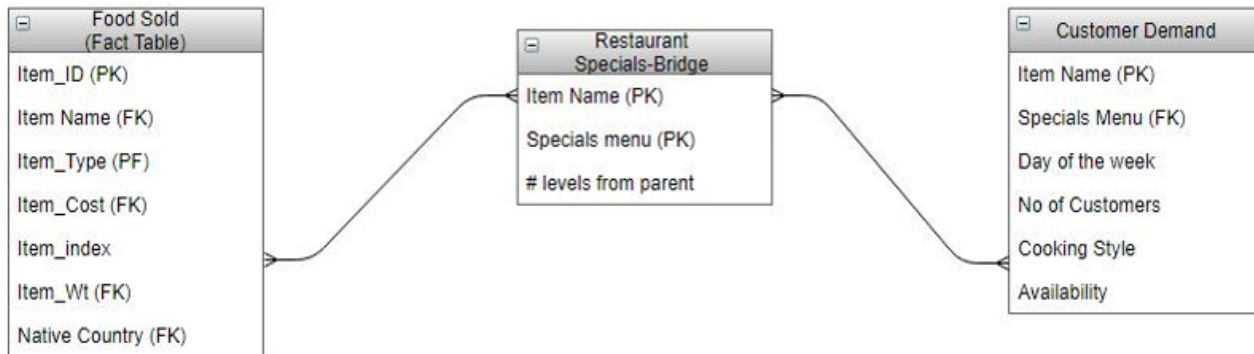 Food Sold
(Fact Table)
Item_ID (PK)
Item Name (FK)
Item_Type (PF)
Item_Cost (FK)
Item_index
Item_Wt (FK)
Native Country (FK)
Restaurant
Specials-Bridge
Item Name (PK)
Specials menu (PK)
# levels from parent
Customer Demand
Item Name (PK)
Specials Menu (FK)
Day of the week
No of Customers
Cooking Style
Availability